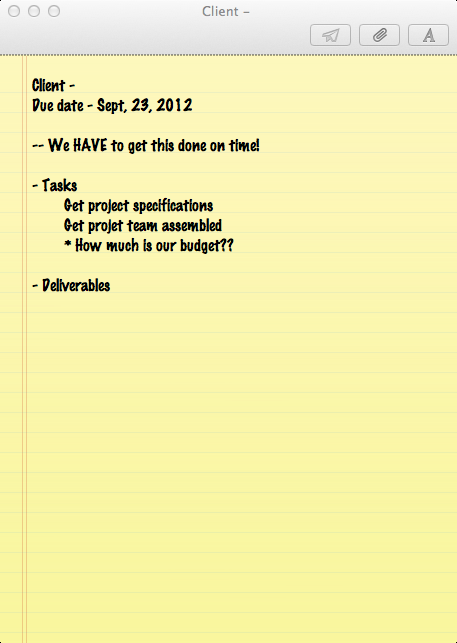 Client –
A
Client -
Due date - Sept, 23, 2012
-- We HAVE to get this done on time!
- Tasks
Get project specifications
Get projet team assembled
* How much is our budget??
- Deliverables